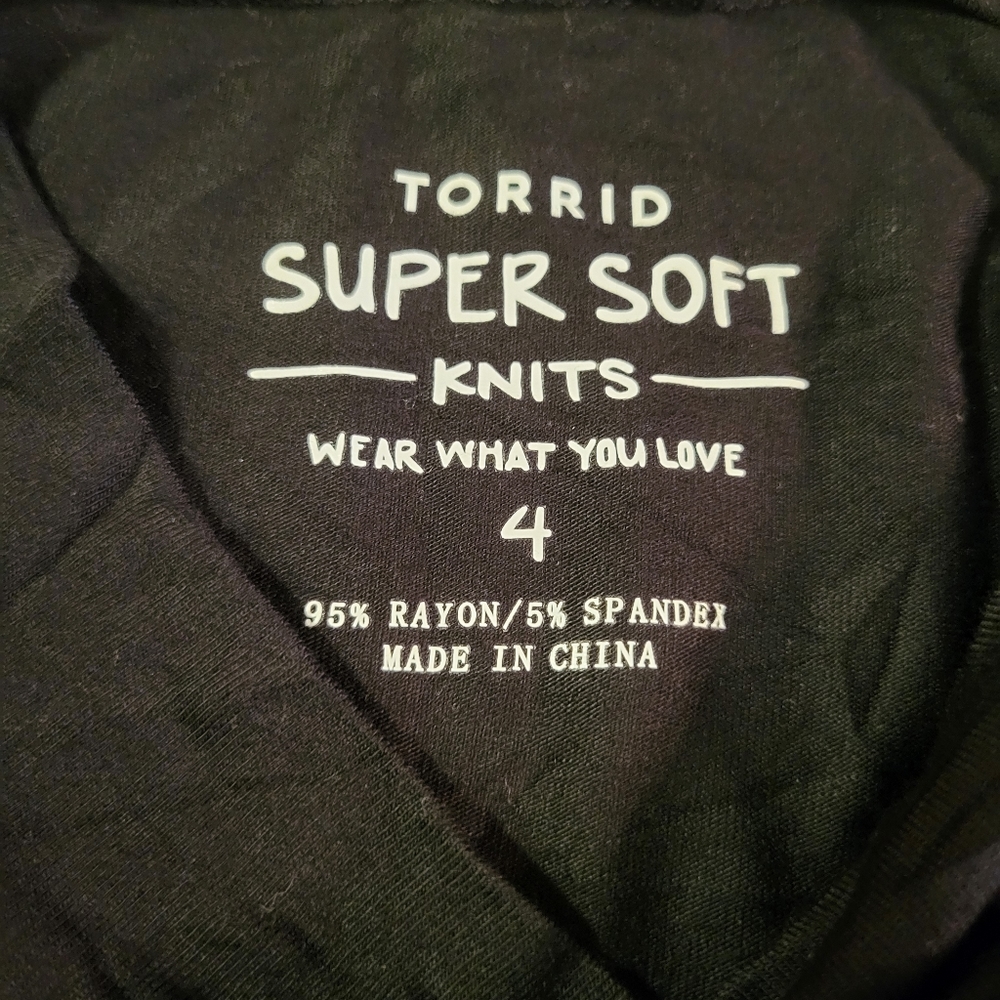 TORRID
SUPER SOFT
KNITS
WEAR WHAT YOU LOVE
4
95% RAYON/5% SPANDEX
MADE IN CHINA